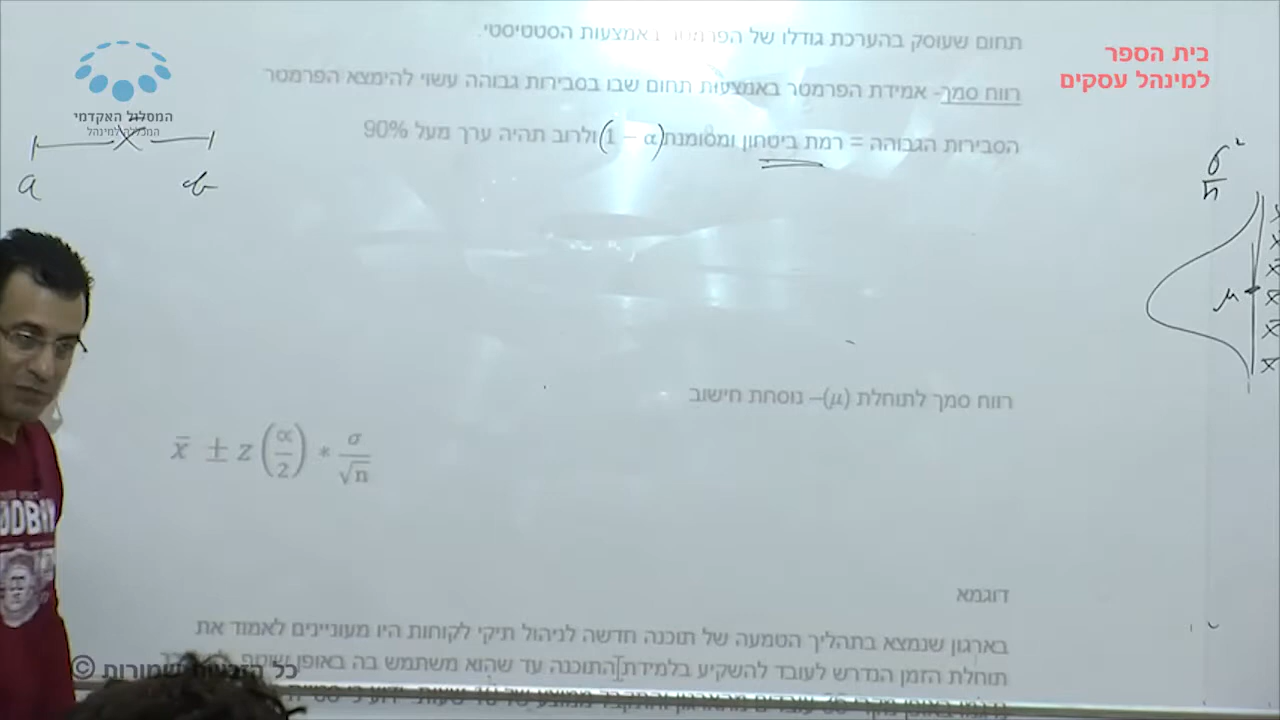 תחום שעוסק בהערכת גודלו של הפרמטר באמצעות הסטטיסטי.
בית הספר
למינהל עסקים
רווח סמך- אמידת הפרמטר באמצעות תחום שבו בסבירות גבוהה עשוי להימצא הפרמטר
המסלול האקדמי
המכללה למינהל
הסבירות הגבוהה = רמת ביטחון ומסומנת (1 − α) ולרוב תהיה ערך מעל 90%
a
b
σ²
n
μ
רווח סמך לתוחלת (μ)– נוסחת חישוב
x̄ ± z(α/2) * σ/√n
דוגמא
בארגון שנמצא בתהליך הטמעה של תוכנה חדשה לניהול תיקי לקוחות היו מעוניינים לאמוד את
תוחלת הזמן הנדרש לעובד להשקיע בלמידת התוכנה עד שהוא משתמש בה באופן שוטף
כל הזכויות שמורות ©